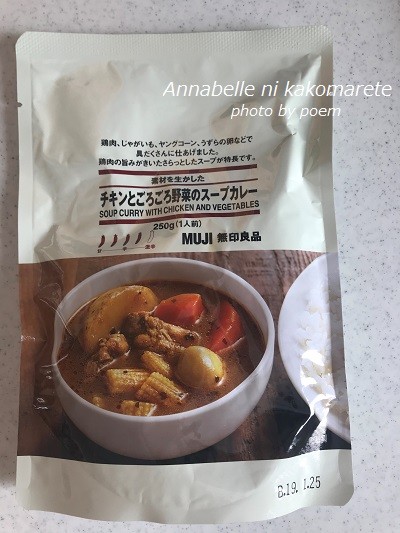 Annabelle ni kakomarete
photo by poem
鶏肉、じゃがいも、ヤングコーン、うずらの卵などで
具だくさんに仕あげました。
鶏肉の旨みがきいたさらっとしたスープが特長です。
素材を生かした
チキンとごろごろ野菜のスープカレー
SOUP CURRY WITH CHICKEN AND VEGETABLES
250g(1人前)
MUJI 無印良品
B.19. 1.25